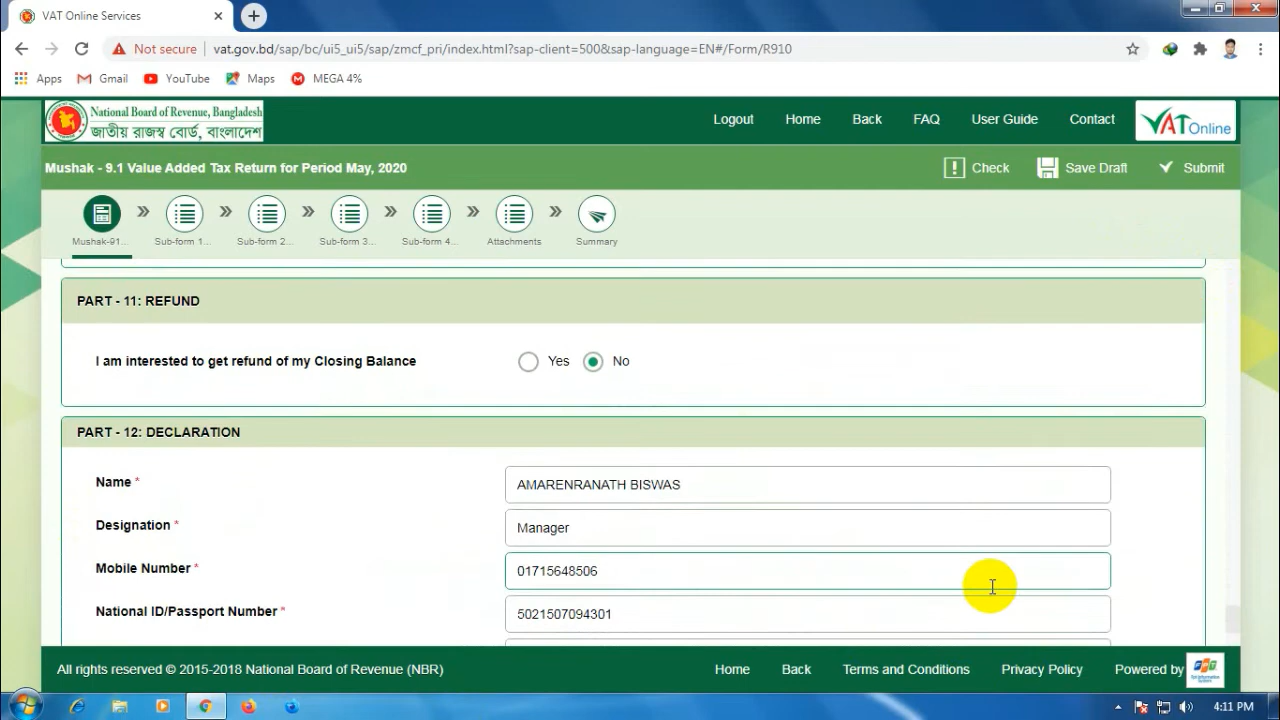 VAT Online Services
Not secure
vat.gov.bd/sap/bc/ui5_ui5/sap/zmcf_pri/index.html?sap-client=500&sap-language=EN#/Form/R910
Apps
Gmail
YouTube
Maps
MEGA 4%
National Board of Revenue, Bangladesh
জাতীয় রাজস্ব বোর্ড, বাংলাদেশ
Logout
Home
Back
FAQ
User Guide
Contact
VAT Online
Mushak - 9.1 Value Added Tax Return for Period May, 2020
Check
Save Draft
Submit
Mushak-91...
Sub-form 1...
Sub-form 2...
Sub-form 3...
Sub-form 4...
Attachments
Summary
PART - 11: REFUND
I am interested to get refund of my Closing Balance
Yes
No
PART - 12: DECLARATION
Name *
AMARENRANATH BISWAS
Designation *
Manager
Mobile Number *
01715648506
National ID/Passport Number *
5021507094301
All rights reserved © 2015-2018 National Board of Revenue (NBR)
Home
Back
Terms and Conditions
Privacy Policy
Powered by
FPT
4:11 PM